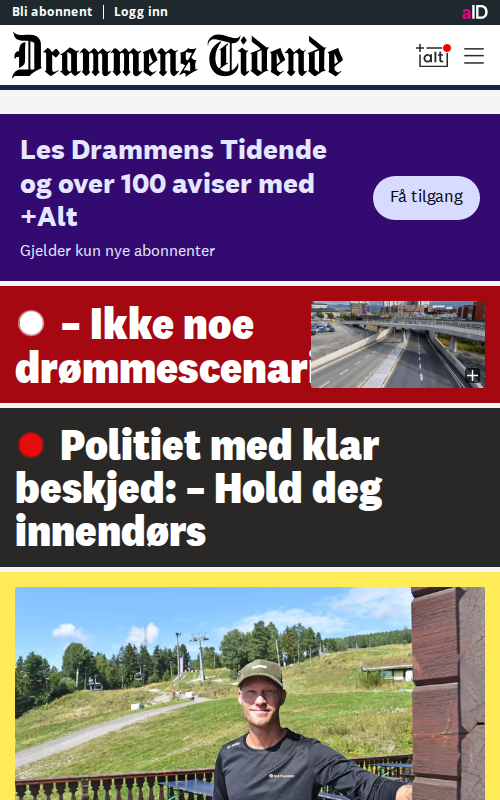 Bli abonnent | Logg inn
aID
Drammens Tidende
+alt
Les Drammens Tidende
og over 100 aviser med
+Alt
Få tilgang
Gjelder kun nye abonnenter
– Ikke noe
drømmescenari
Politiet med klar
beskjed: – Hold deg
innendørs